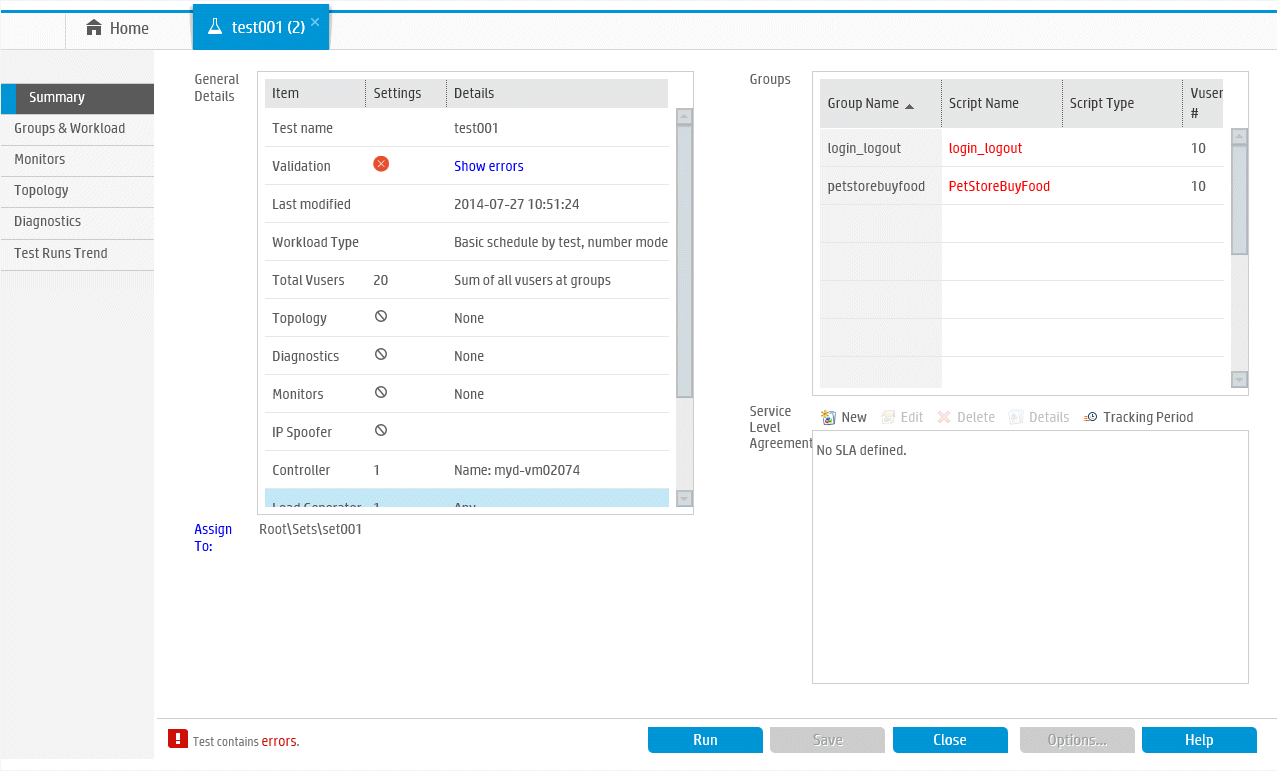 Home
test001 (2)
Summary
Groups & Workload
Monitors
Topology
Diagnostics
Test Runs Trend
General
Details
Item Settings Details
Test name test001
Validation Show errors
Last modified 2014-07-27 10:51:24
Workload Type Basic schedule by test, number mode
Total Vusers 20 Sum of all vusers at groups
Topology None
Diagnostics None
Monitors None
IP Spoofer
Controller 1 Name: myd-vm02074
Load Generator 1 Any
Assign
To:
Root\Sets\set001
Groups
Group Name Script Name Script Type Vuser
#
login_logout login_logout 10
petstorebuyfood PetStoreBuyFood 10
Service
Level
Agreement
New Edit Delete Details Tracking Period
No SLA defined.
Test contains errors.
Run Save Close Options... Help